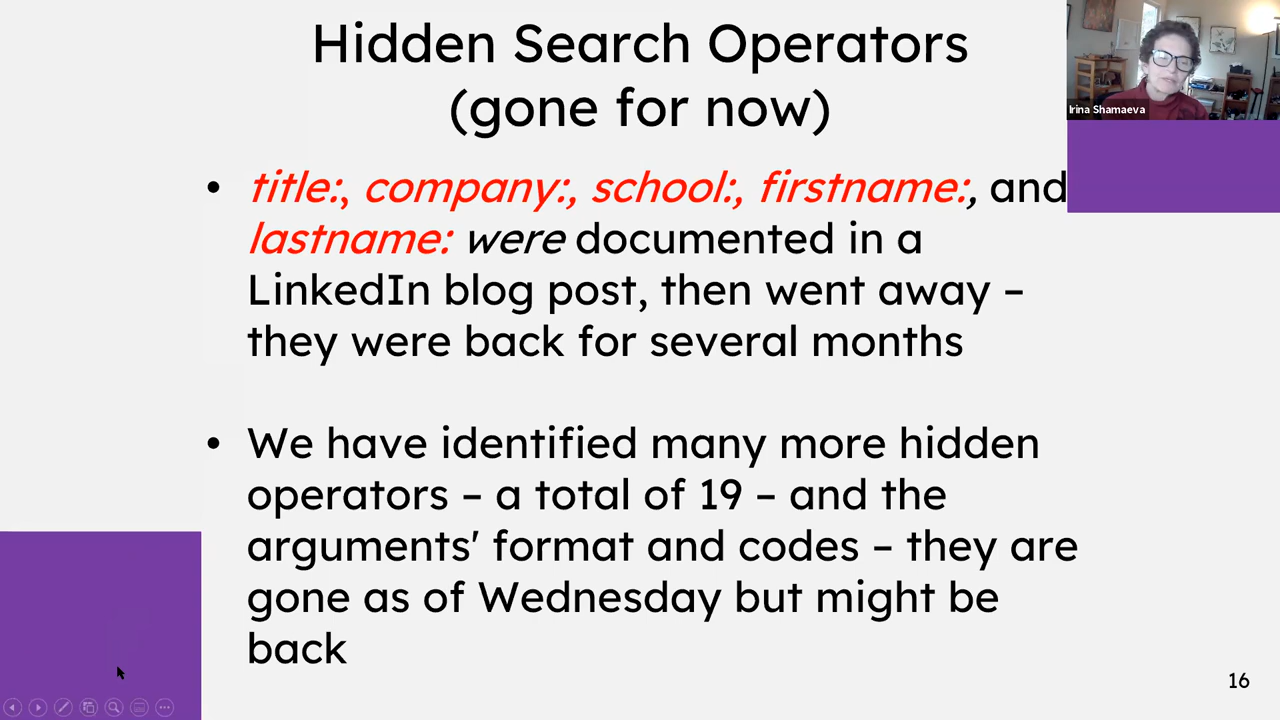 Hidden Search Operators
(gone for now)
Irina Shamaeva
• title:, company:, school:, firstname:, and
lastname: were documented in a
LinkedIn blog post, then went away –
they were back for several months
• We have identified many more hidden
operators – a total of 19 – and the
arguments' format and codes – they are
gone as of Wednesday but might be
back
16